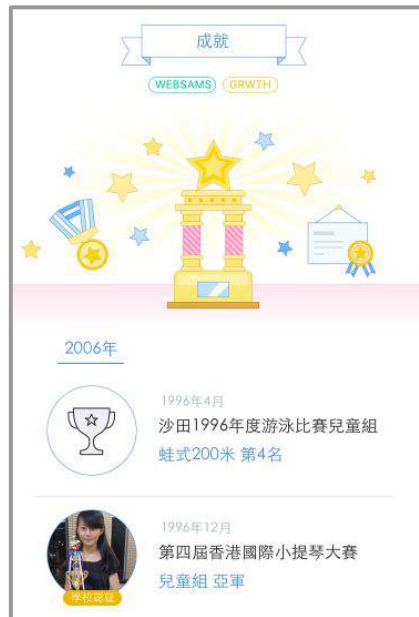 成就
WEBSAMS GRWTH
2006年
1996年4月
沙田1996年度游泳比賽兒童組
蛙式200米 第4名
1996年12月
第四屆香港國際小提琴大賽
兒童組 亞軍
學校認証